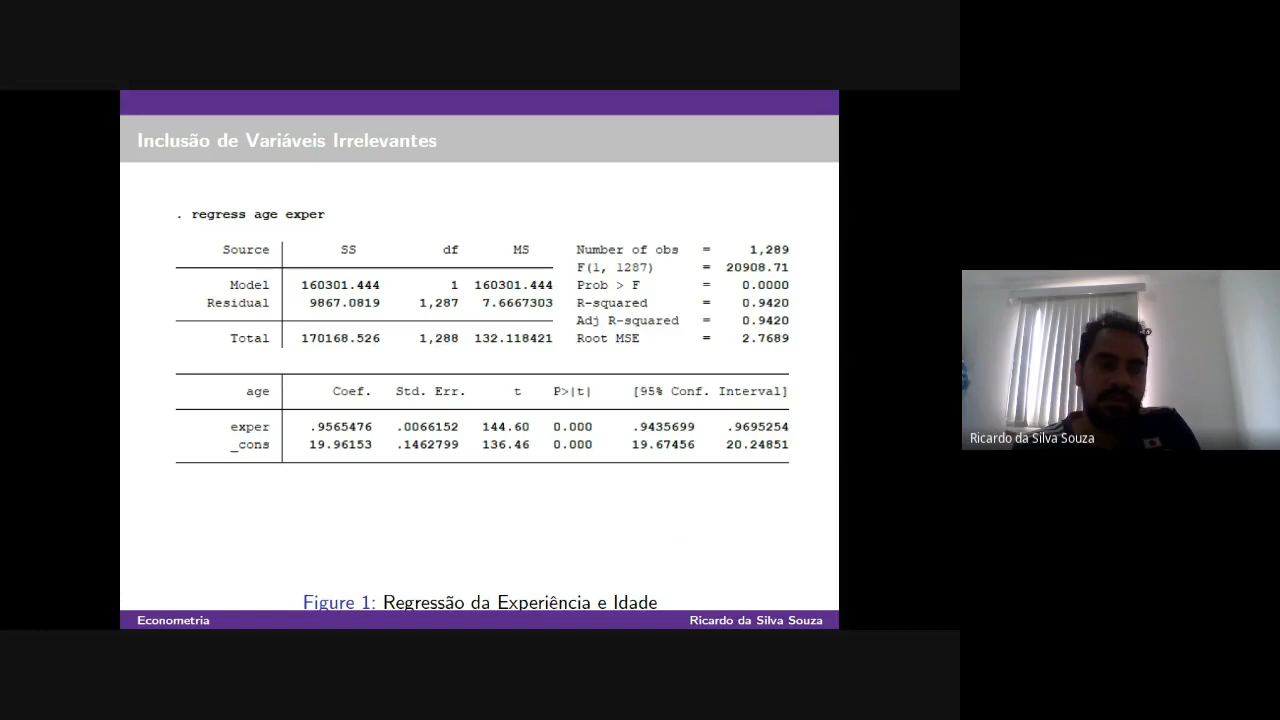 Inclusão de Variáveis Irrelevantes
. regress age exper
Source SS df MS Number of obs = 1,289
F(1, 1287) = 20908.71
Model 160301.444 1 160301.444 Prob > F = 0.0000
Residual 9867.0819 1,287 7.6667303 R-squared = 0.9420
Adj R-squared = 0.9420
Total 170168.526 1,288 132.118421 Root MSE = 2.7689
age Coef. Std. Err. t P>|t| [95% Conf. Interval]
exper .9565476 .0066152 144.60 0.000 .9435699 .9695254
_cons 19.96153 .1462799 136.46 0.000 19.67456 20.24851
Figure 1: Regressão da Experiência e Idade
Econometria Ricardo da Silva Souza
Ricardo da Silva Souza